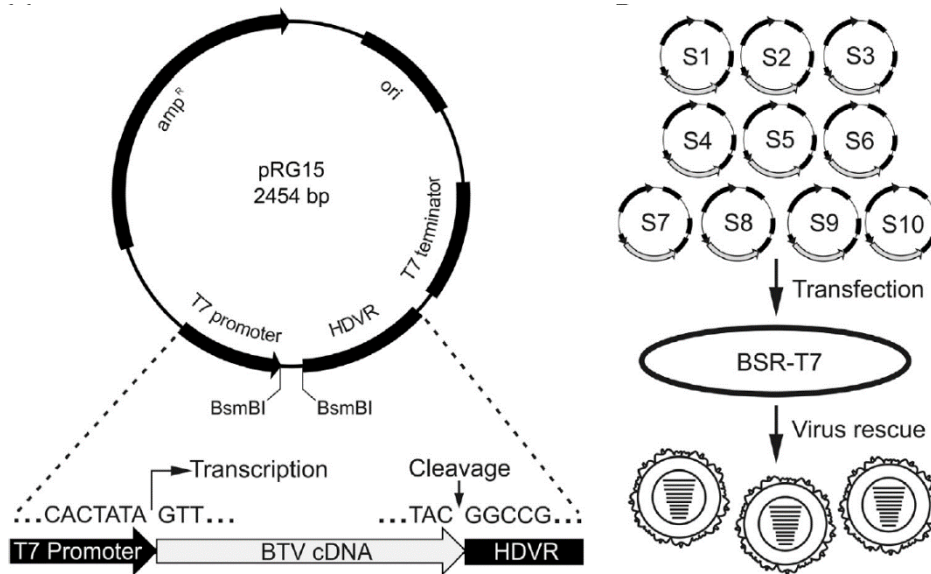 amp R
ori
pRG15
2454 bp
T7 terminator
T7 promoter
HDVR
BsmBI
BsmBI
Transcription
Cleavage
...CACTATA GTT...
...TAC GGCCG...
T7 Promoter
BTV cDNA
HDVR
S1
S2
S3
S4
S5
S6
S7
S8
S9
S10
Transfection
BSR-T7
Virus rescue